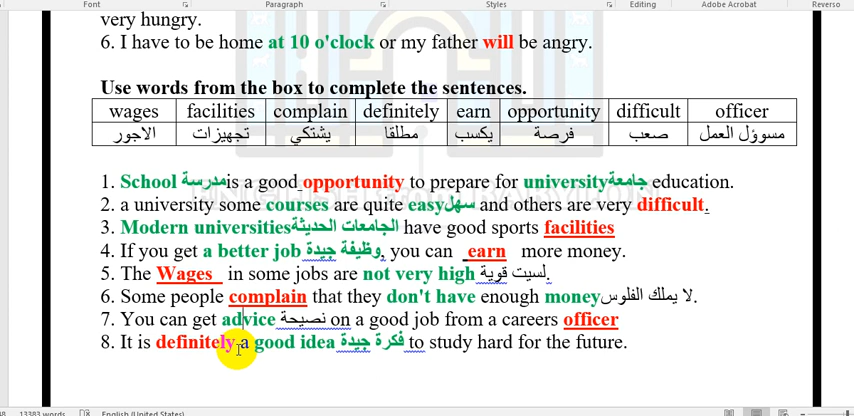 Font Paragraph Styles Editing Adobe Acrobat Reverso
very hungry.
6. I have to be home at 10 o'clock or my father will be angry.
Use words from the box to complete the sentences.
wages facilities complain definitely earn opportunity difficult officer
الاجور تجهيزات يشتكي مطلقا يكسب فرصة صعب مسوؤل العمل
1. School مدرسة is a good opportunity to prepare for university جامعة education.
2. a university some courses are quite easy سهل and others are very difficult.
3. Modern universities الجامعات الحديثة have good sports facilities
4. If you get a better job وظيفة جيدة, you can earn more money.
5. The Wages in some jobs are not very high لسيت قوية.
6. Some people complain that they don't have enough money لا يملك الفلوس.
7. You can get advice نصيحة on a good job from a careers officer
8. It is definitely a good idea فكرة جيدة to study hard for the future.
13383 words English (United States)